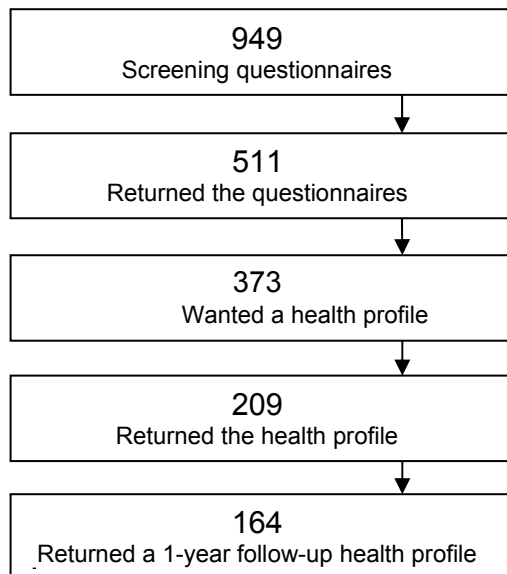 949
Screening questionnaires
511
Returned the questionnaires
373
Wanted a health profile
209
Returned the health profile
164
Returned a 1-year follow-up health profile